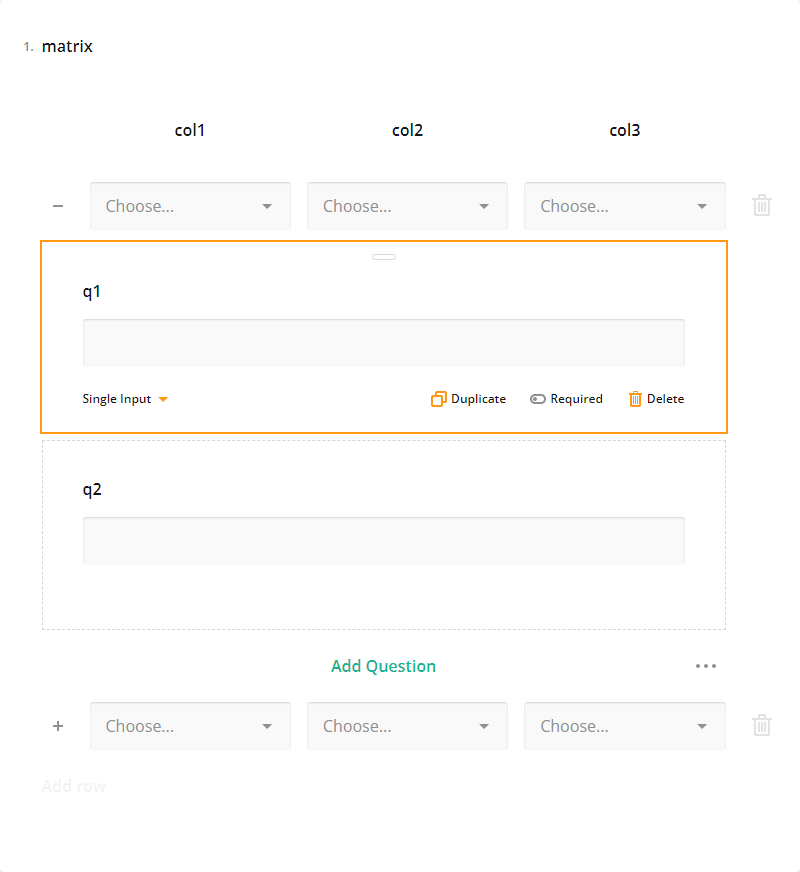 1. matrix
col1 col2 col3
Choose... Choose... Choose...
q1
Single Input Duplicate Required Delete
q2
Add Question
Choose... Choose... Choose...
Add row